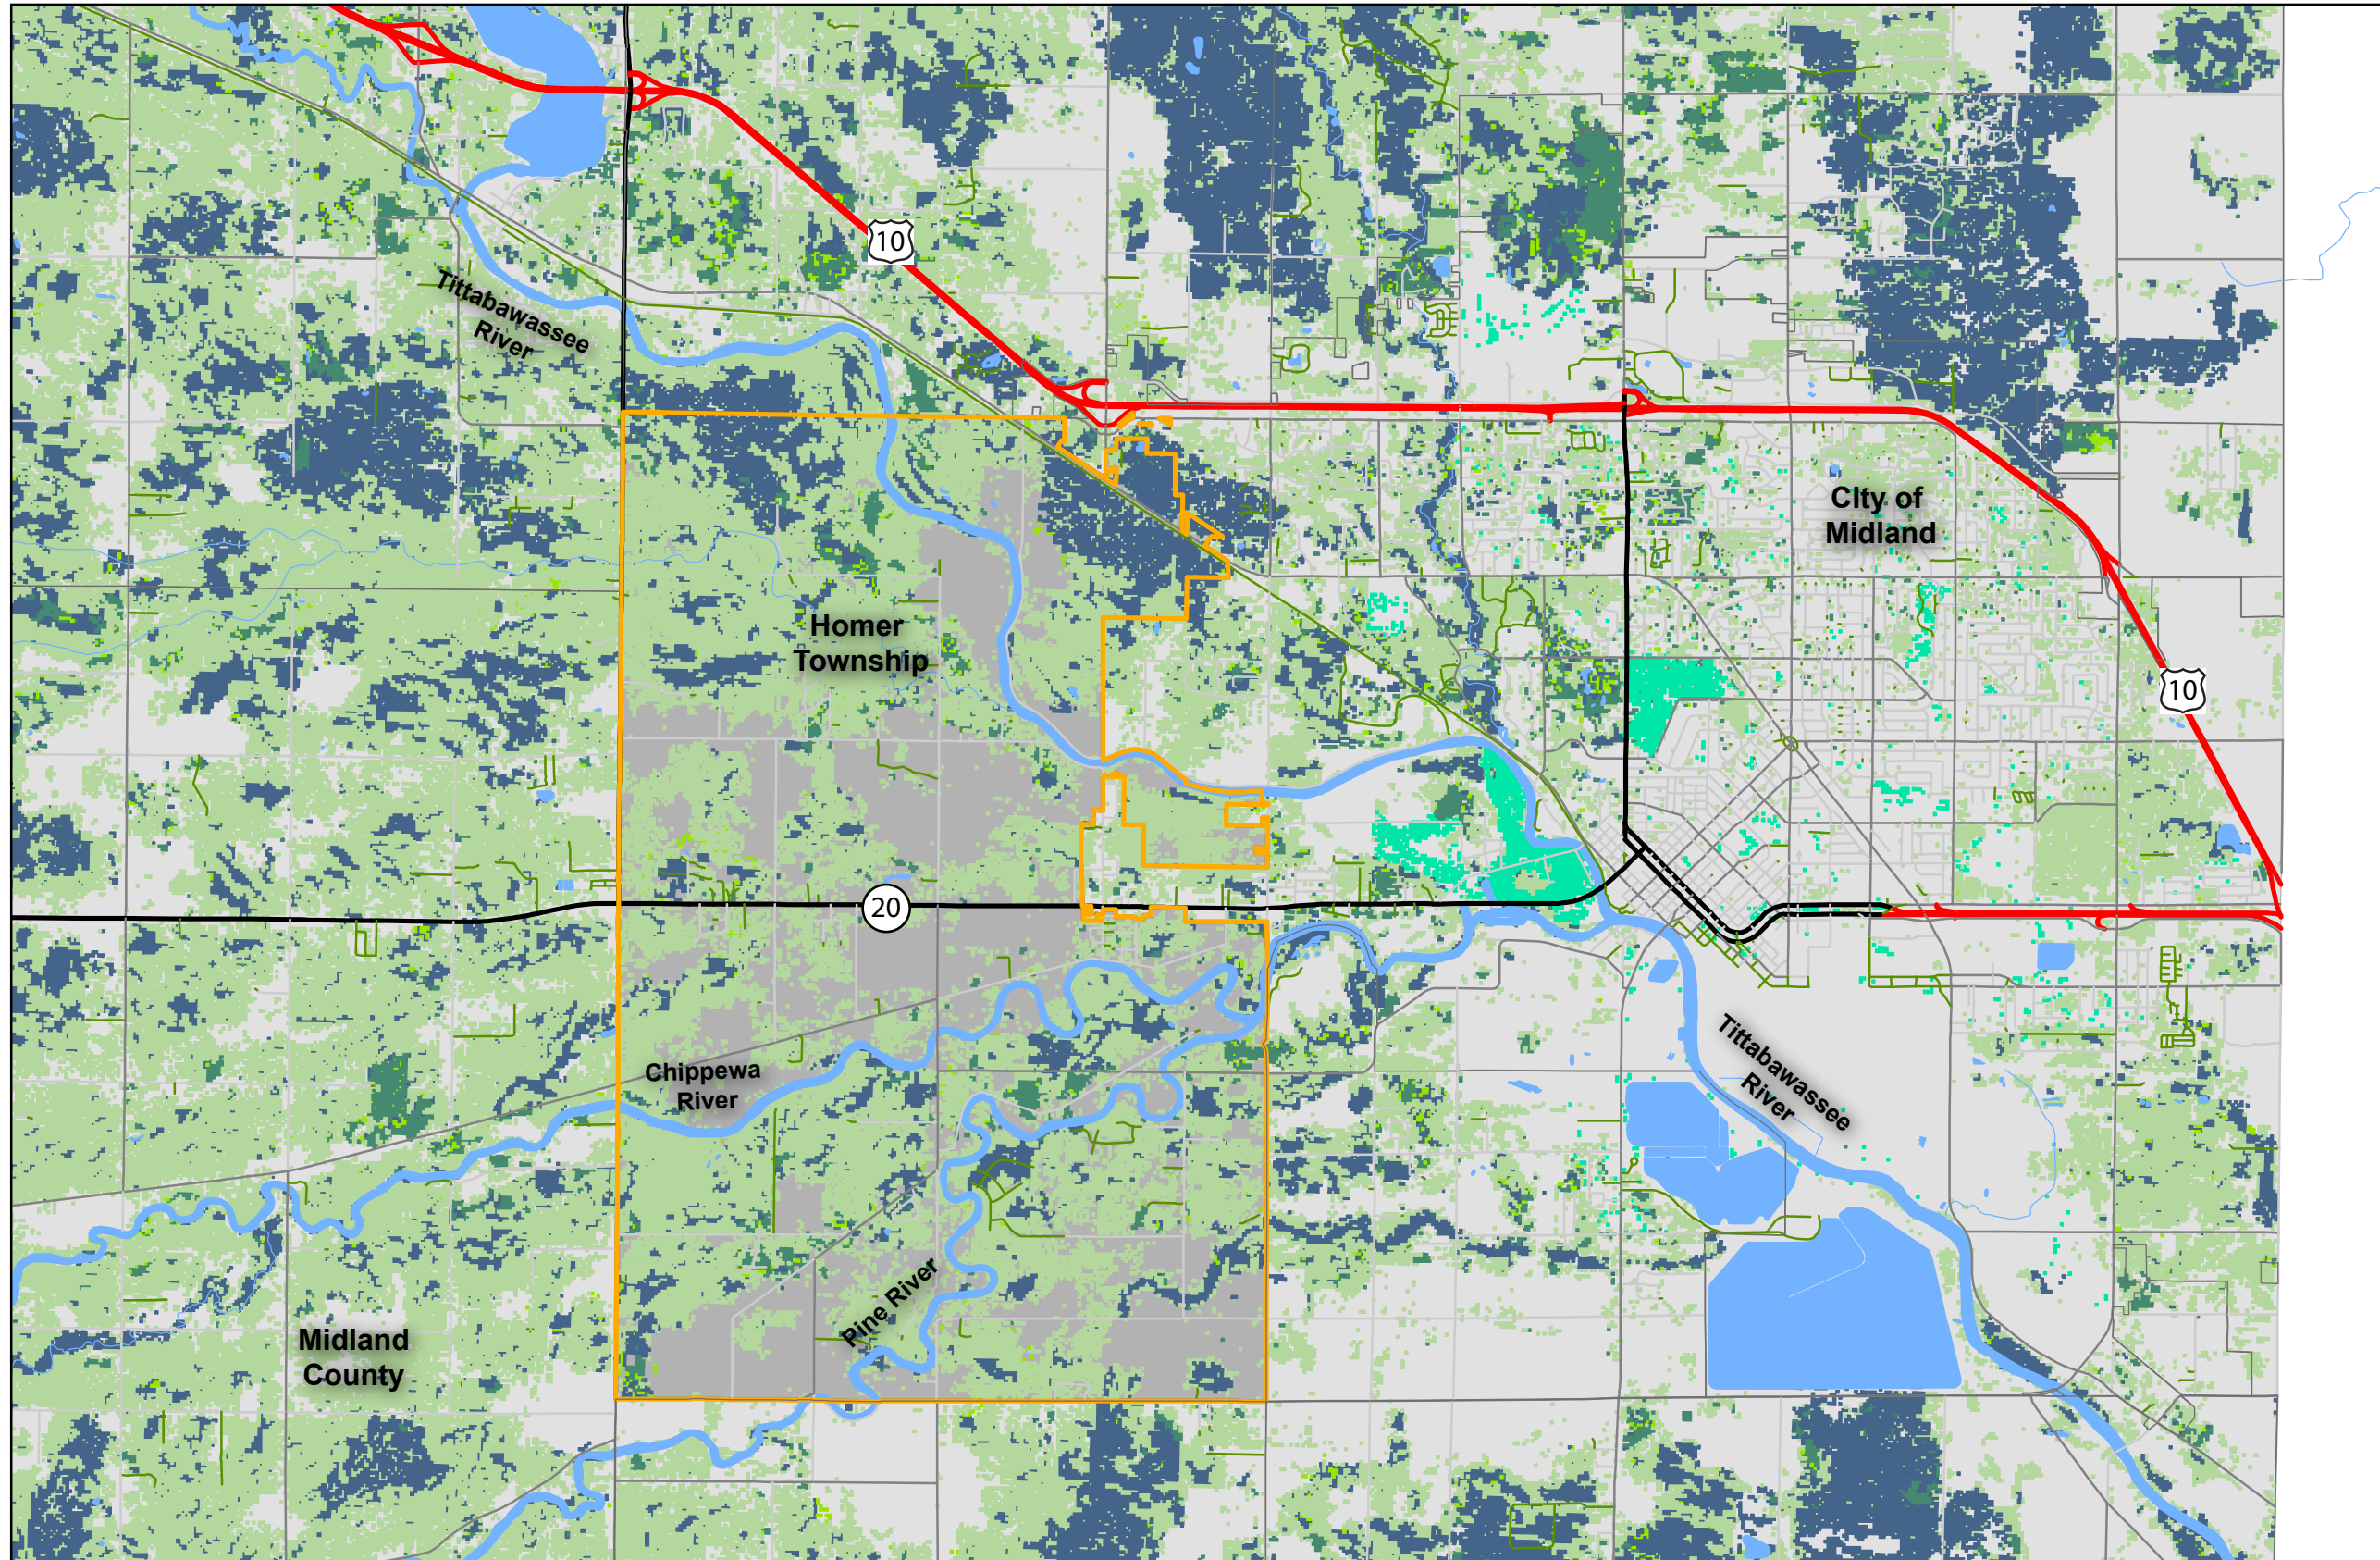 10
Tittabawassee
River
CIty of
Midland
Homer
Township
10
20
Chippewa
River
Tittabawassee
River
Pine River
Midland
County